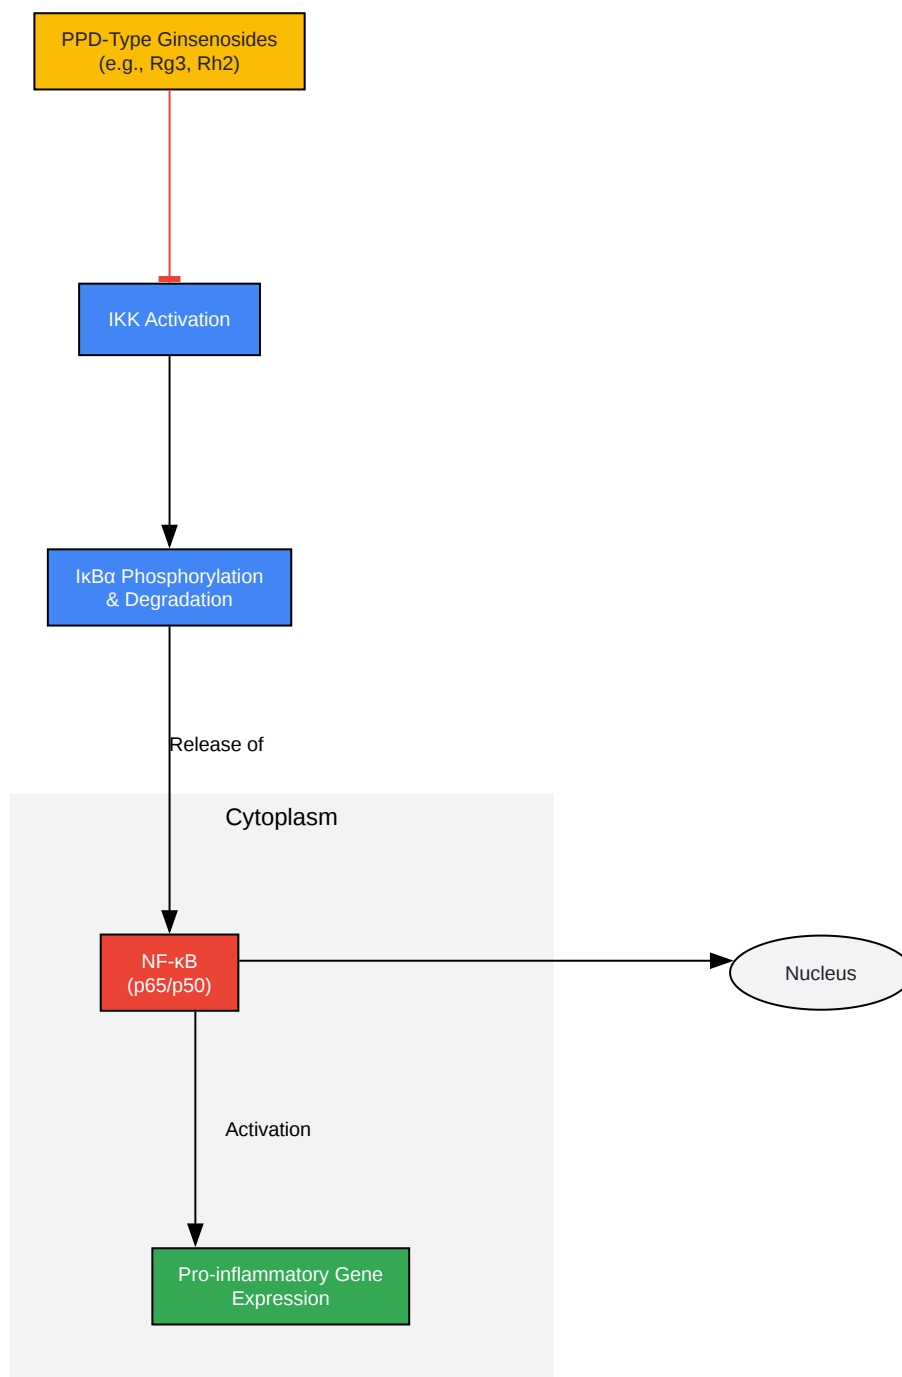 PPD-Type Ginsenosides
(e.g., Rg3, Rh2)
IKK Activation
IκBα Phosphorylation
& Degradation
Release of
Cytoplasm
NF-κB
(p65/p50)
Nucleus
Activation
Pro-inflammatory Gene
Expression